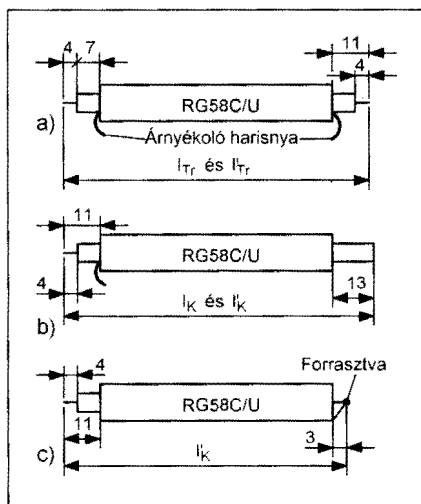 4 7 11
4
RG58C/U
a) Árnyékoló harisnya
lTr és l'Tr
11
RG58C/U
4 13
b) lK és l'K
4 Forrasztva
RG58C/U
11 3
c) l'K